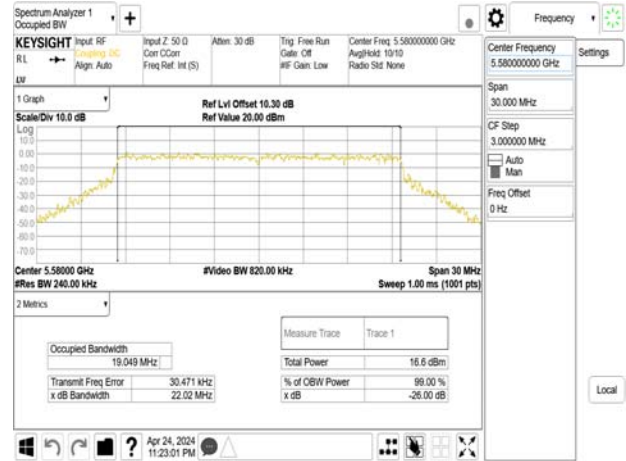 Spectrum Analyzer 1
Occupied BW
+
Frequency
KEYSIGHT
Input: RF
Coupling: DC
Align: Auto
Input Z: 50 Ω
Corr CCorr
Freq Ref: Int (S)
Atten: 30 dB
Trig: Free Run
Gate: Off
#IF Gain: Low
Center Freq: 5.580000000 GHz
Avg|Hold: 10/10
Radio Std: None
RL
LXI
Center Frequency
5.580000000 GHz
Settings
Span
30.000 MHz
CF Step
3.000000 MHz
Auto
Man
Freq Offset
0 Hz
Local
1 Graph
Scale/Div 10.0 dB
Ref Lvl Offset 10.30 dB
Ref Value 20.00 dBm
Log
10.0
0.00
-10.0
-20.0
-30.0
-40.0
-50.0
-60.0
-70.0
Center 5.58000 GHz
#Video BW 820.00 kHz
Span 30 MHz
#Res BW 240.00 kHz
Sweep 1.00 ms (1001 pts)
2 Metrics
Measure Trace
Trace 1
Occupied Bandwidth
19.049 MHz
Total Power
16.6 dBm
Transmit Freq Error
30.471 kHz
% of OBW Power
99.00 %
x dB Bandwidth
22.02 MHz
x dB
-26.00 dB
?
Apr 24, 2024
11:23:01 PM